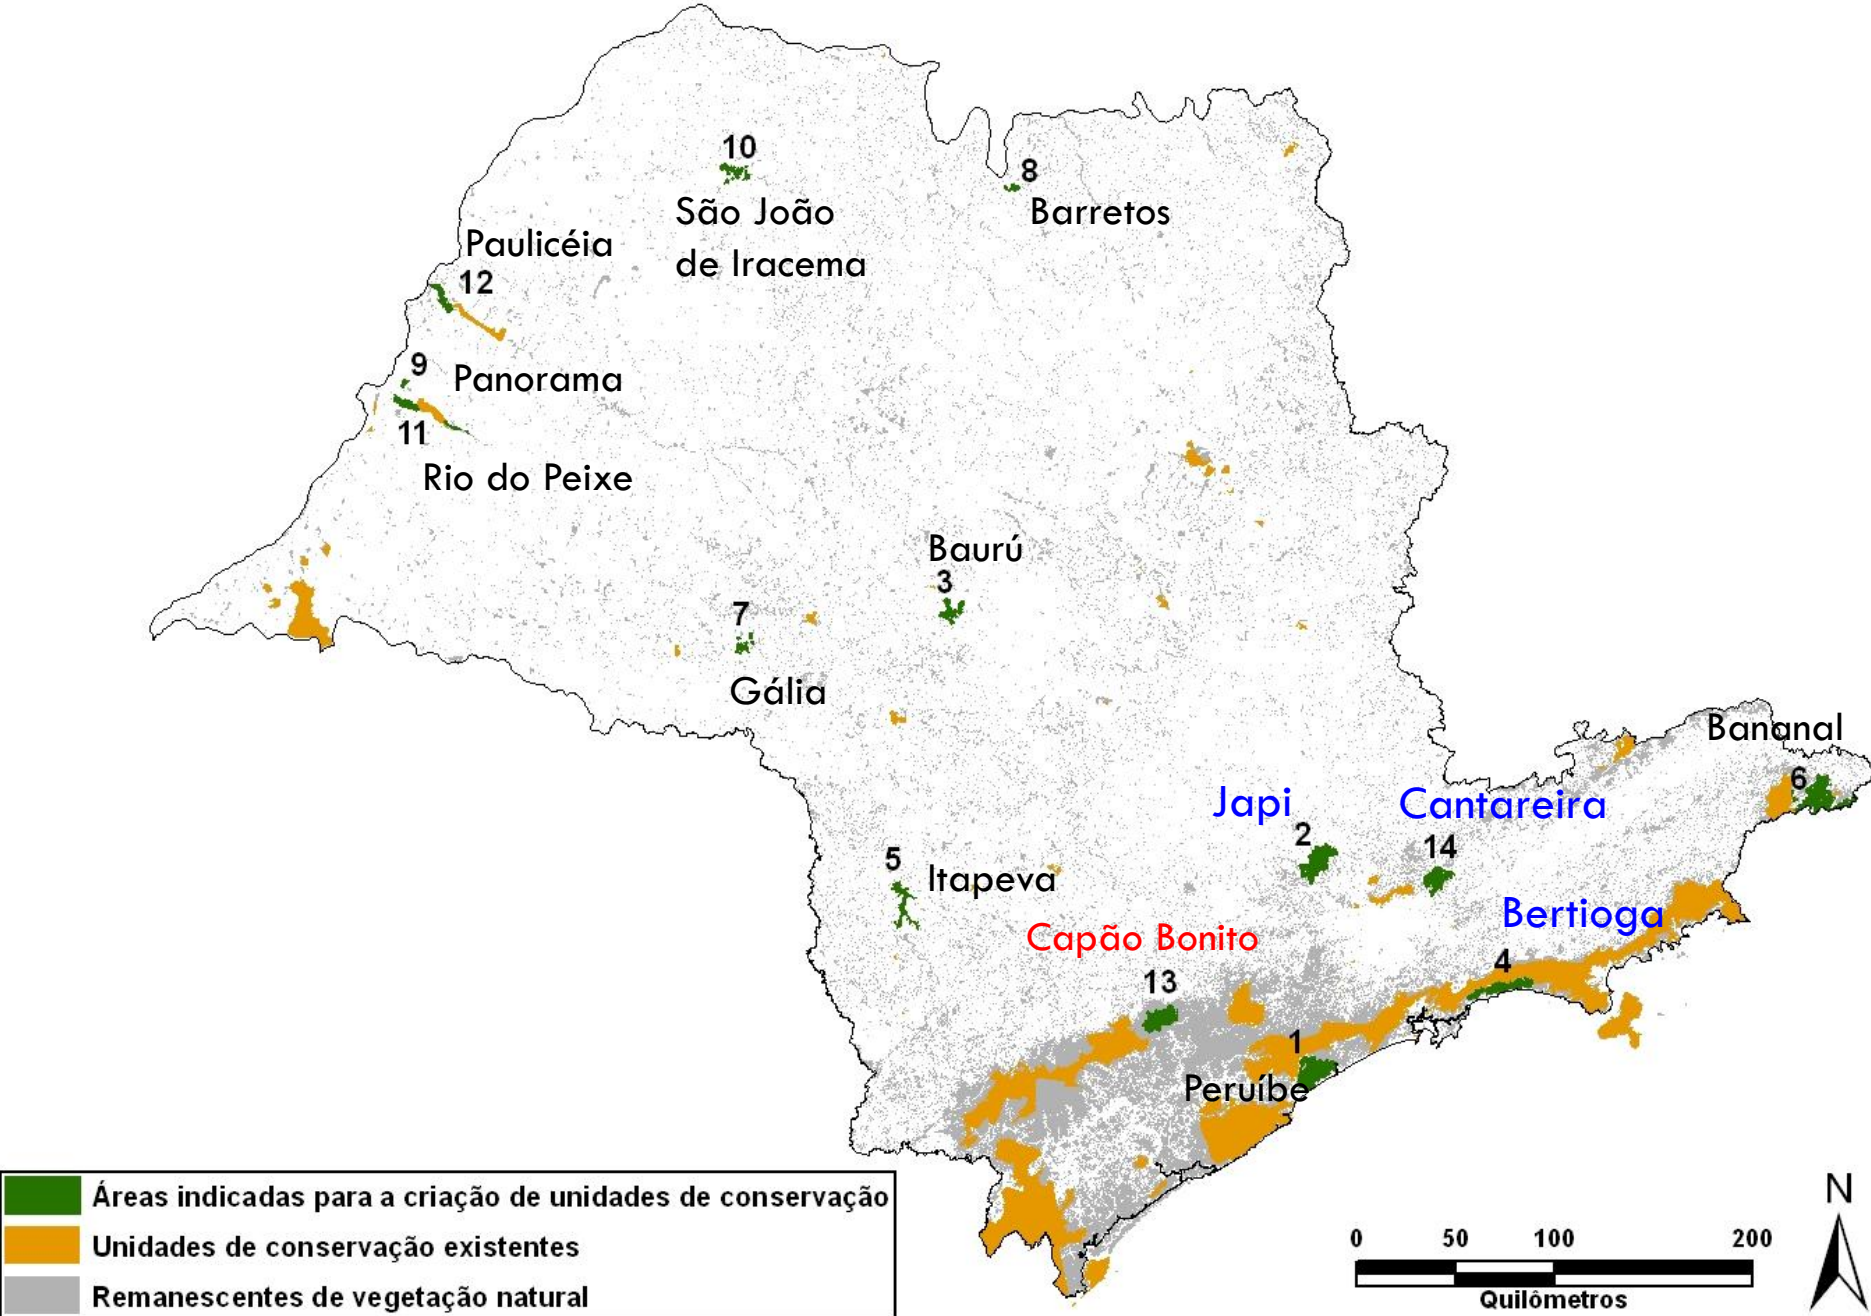 10
São João
de Iracema
8
Barretos
Paulicéia
12
9
Panorama
11
Rio do Peixe
Baurú
3
7
Gália
Bananal
6
Japi
2
Cantareira
14
5
Itapeva
Bertioga
4
Capão Bonito
13
1
Peruíbe
Áreas indicadas para a criação de unidades de conservação
Unidades de conservação existentes
Remanescentes de vegetação natural
0 50 100 200
Quilômetros
N